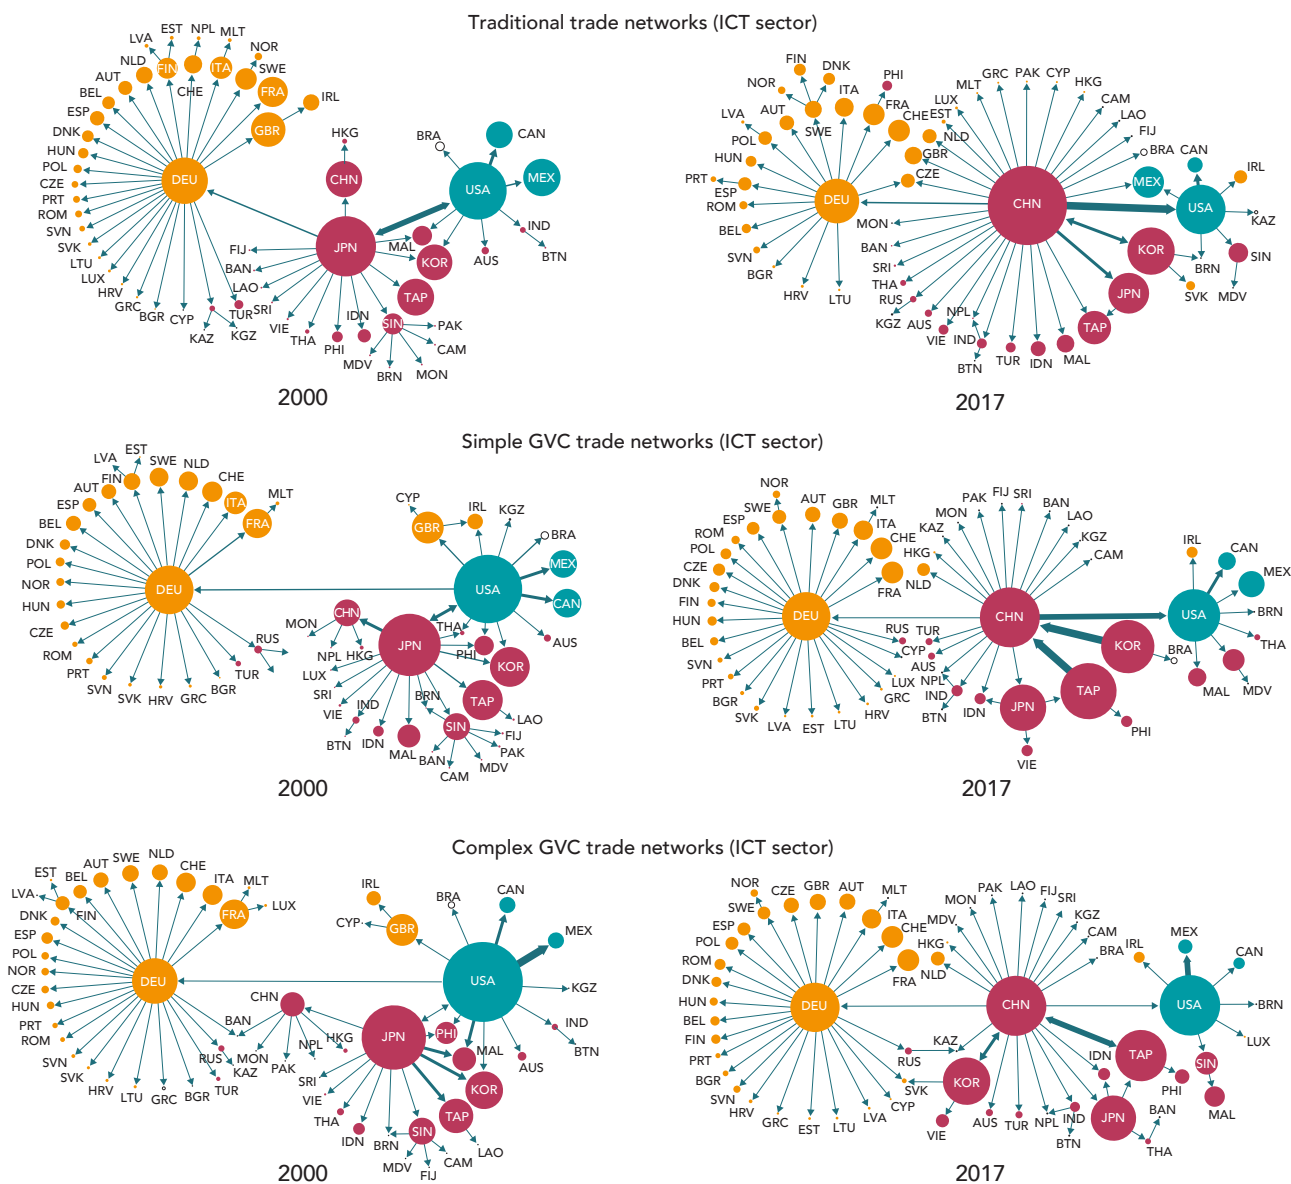 Traditional trade networks (ICT sector)
EST NPL MLT
LVA NOR
NLD FIN ITA SWE
AUT CHE FRA
BEL IRL
ESP GBR
DNK
HUN
POL
CZE DEU
PRT
ROM
SVN
SVK
LTU
LUX
HRV
GRC
BGR CYP
KAZ KGZ TUR
HKG
CHN
BRA CAN
USA MEX
IND
BTN
AUS
JPN
MAL
KOR
FIJ
BAN
LAO
SRI
VIE
THA
PHI
IDN
TAP
SIN PAK
CAM
MON
MDV BRN
2000
FIN DNK
NOR ITA PHI
AUT FRA
LVA SWE CHE
POL
HUN GBR
PRT CZE
ESP DEU
ROM
BEL
SVN
BGR
HRV LTU
GRC PAK CYP
MLT HKG
LUX CAM
EST LAO
NLD FIJ
BRA CAN
MEX IRL
CHN USA
KAZ
MON
BAN KOR SIN
SRI BRN
THA MDV
RUS JPN SVK
KGZ AUS NPL
VIE IND TAP
BTN TUR IDN MAL
2017
Simple GVC trade networks (ICT sector)
EST SWE NLD
LVA CHE
FIN
AUT ITA MLT
ESP FRA
BEL
DNK
POL
NOR DEU
HUN
CZE
ROM RUS
PRT TUR
SVN BGR
SVK HRV GRC
CYP IRL KGZ
GBR BRA
MEX
USA
CAN
CHN
MON THA AUS
JPN
NPL HKG PHI
LUX KOR
SRI BRN
VIE IND TAP
LAO
BTN IDN SIN FIJ
MAL PAK
BAN MDV
CAM
2000
NOR
AUT GBR MLT
SWE ITA
ESP CHE
ROM
POL
CZE FRA
DNK
FIN
HUN DEU
BEL RUS
CYP
SVN
PRT LUX
BGR GRC
SVK HRV
LVA EST LTU
FIJ SRI
PAK BAN
MON LAO
KAZ KGZ
HKG CAM
NLD IRL CAN
MEX
CHN USA BRN
TUR KOR THA
AUS BRA
NPL MAL MDV
IND TAP
BTN IDN JPN
PHI
VIE
2017
Complex GVC trade networks (ICT sector)
SWE NLD
AUT CHE
EST BEL ITA MLT
LVA
FIN FRA LUX
DNK
ESP
POL
NOR DEU
CZE
HUN
PRT
ROM BAN
SVN RUS
SVK KAZ
HRV LTU GRC BGR TUR
IRL BRA CAN
CYP GBR MEX
USA
KGZ
CHN
IND
JPN PHI
HKG BTN
MON NPL MAL AUS
PAK
SRI KOR
VIE
THA TAP
IDN SIN
BRN LAO
MDV CAM
FIJ
2000
NOR CZE GBR AUT MLT
SWE ITA
ESP CHE
POL
ROM FRA
DNK
HUN DEU
BEL
FIN
PRT RUS
BGR SVK
SVN CYP
HRV LVA
GRC EST LTU
PAK LAO FIJ
MON SRI
MDV KGZ
HKG CAM
NLD BRA IRL MEX
CAN
CHN USA BRN
LUX
KAZ
IDN TAP SIN
KOR PHI
MAL
VIE AUS TUR NPL IND JPN BAN
BTN THA
2017